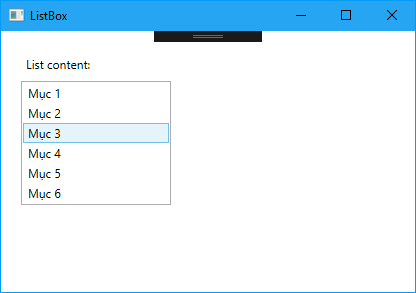 ListBox
List content:
Mục 1
Mục 2
Mục 3
Mục 4
Mục 5
Mục 6